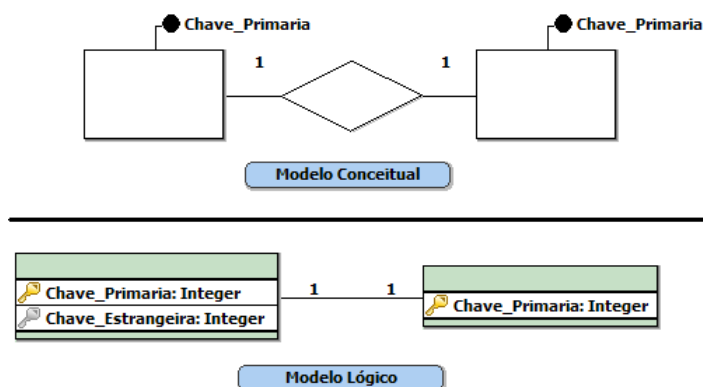 Chave_Primaria
Chave_Primaria
1
1
Modelo Conceitual
Chave_Primaria: Integer
Chave_Estrangeira: Integer
1
1
Chave_Primaria: Integer
Modelo Lógico